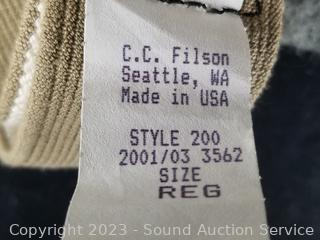 C.C. Filson
Seattle, WA
Made in USA
STYLE 200
2001/03 3562
SIZE
REG
Copyright 2023 - Sound Auction Service